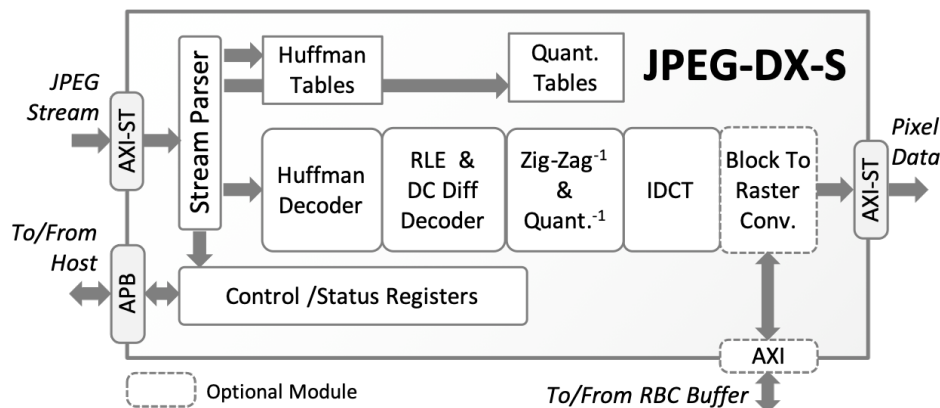 JPEG-DX-S
JPEG
Stream
AXI-ST
Stream Parser
Huffman
Tables
Quant.
Tables
Huffman
Decoder
RLE &
DC Diff
Decoder
Zig-Zag⁻¹
&
Quant.⁻¹
IDCT
Block To
Raster
Conv.
AXI-ST
Pixel
Data
To/From
Host
APB
Control /Status Registers
AXI
To/From RBC Buffer
Optional Module